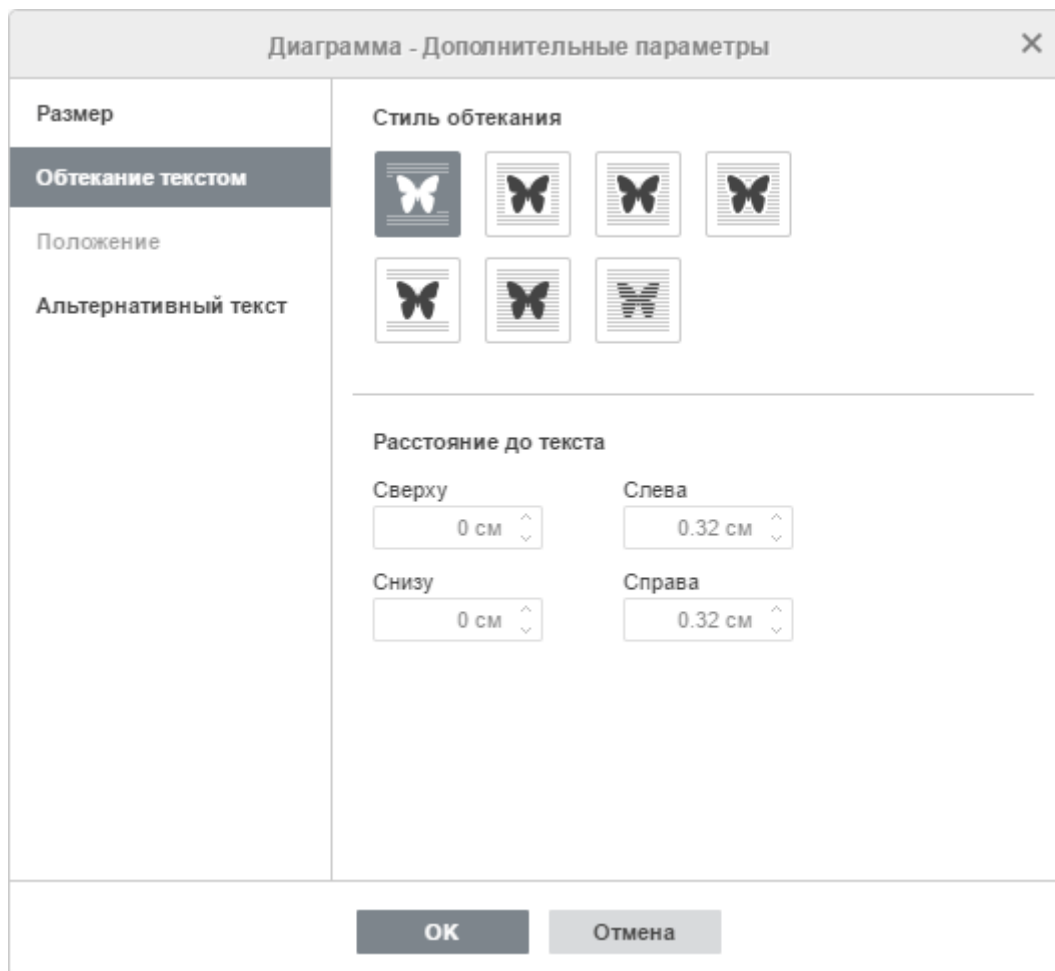 Диаграмма - Дополнительные параметры
Размер
Обтекание текстом
Положение
Альтернативный текст
Стиль обтекания
Расстояние до текста
Сверху Слева
0 см 0.32 см
Снизу Справа
0 см 0.32 см
OK Отмена